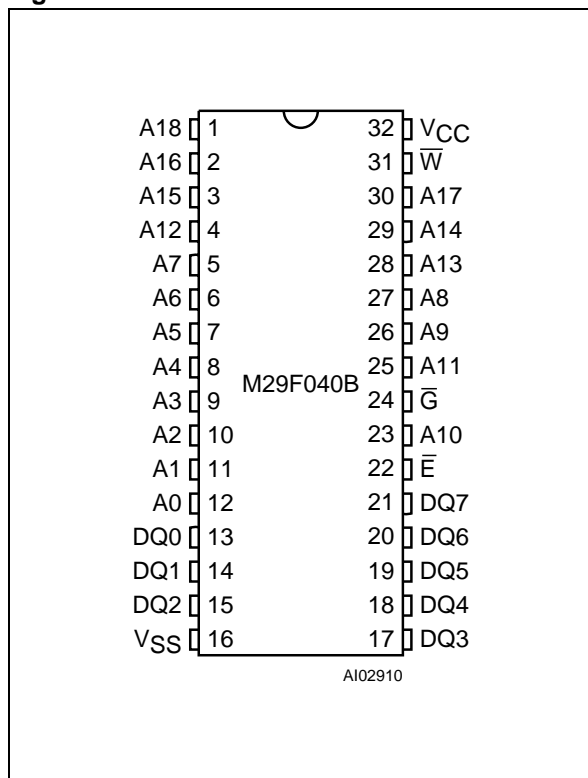 A18 1 32 VCC
A16 2 31 W̅
A15 3 30 A17
A12 4 29 A14
A7 5 28 A13
A6 6 27 A8
A5 7 26 A9
A4 8 25 A11
M29F040B
A3 9 24 G̅
A2 10 23 A10
A1 11 22 E̅
A0 12 21 DQ7
DQ0 13 20 DQ6
DQ1 14 19 DQ5
DQ2 15 18 DQ4
VSS 16 17 DQ3
AI02910